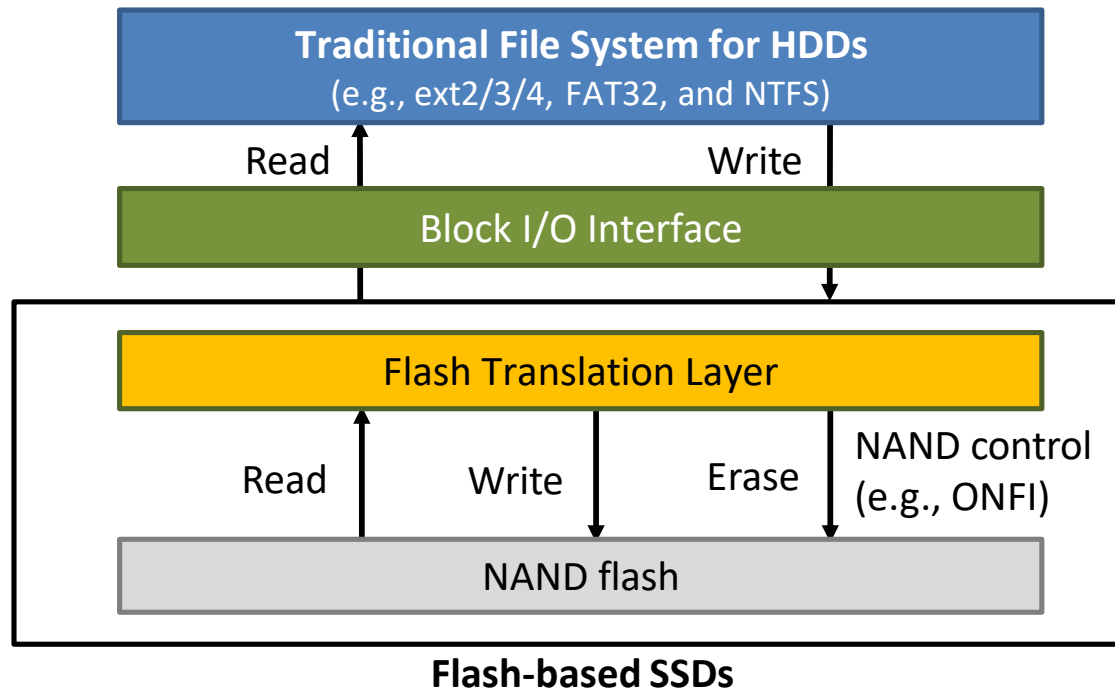 Traditional File System for HDDs
(e.g., ext2/3/4, FAT32, and NTFS)
Read
Write
Block I/O Interface
Flash Translation Layer
Read
Write
Erase
NAND control
(e.g., ONFI)
NAND flash
Flash-based SSDs